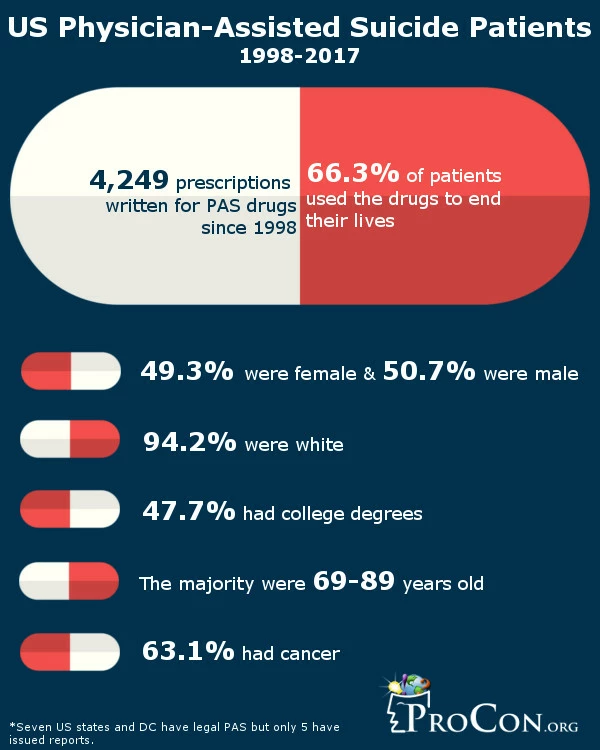 US Physician-Assisted Suicide Patients
1998-2017
4,249 prescriptions
written for PAS drugs
since 1998
66.3% of patients
used the drugs to end
their lives
49.3% were female & 50.7% were male
94.2% were white
47.7% had college degrees
The majority were 69-89 years old
63.1% had cancer
*Seven US states and DC have legal PAS but only 5 have
issued reports.
PROCON.ORG